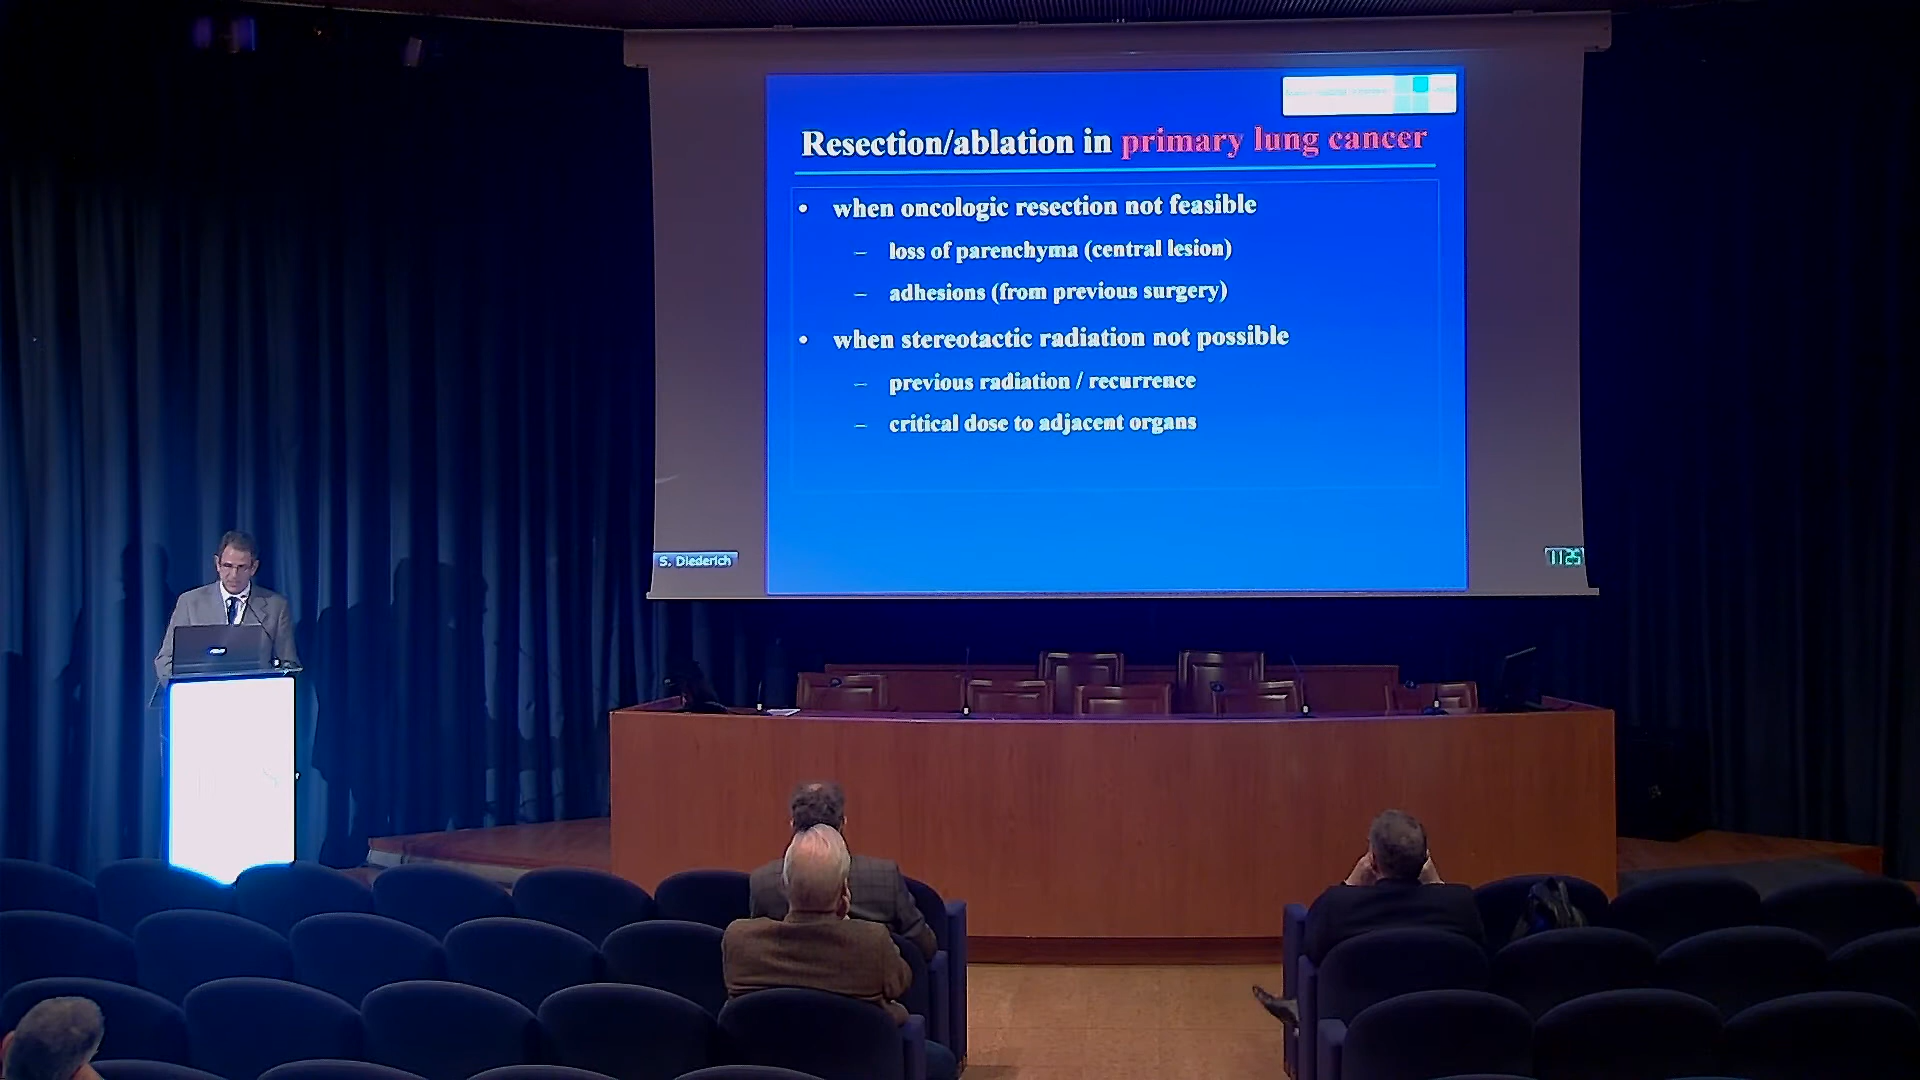 Resection/ablation in primary lung cancer
• when oncologic resection not feasible
– loss of parenchyma (central lesion)
– adhesions (from previous surgery)
• when stereotactic radiation not possible
– previous radiation / recurrence
– critical dose to adjacent organs
S. Diederich
11:25